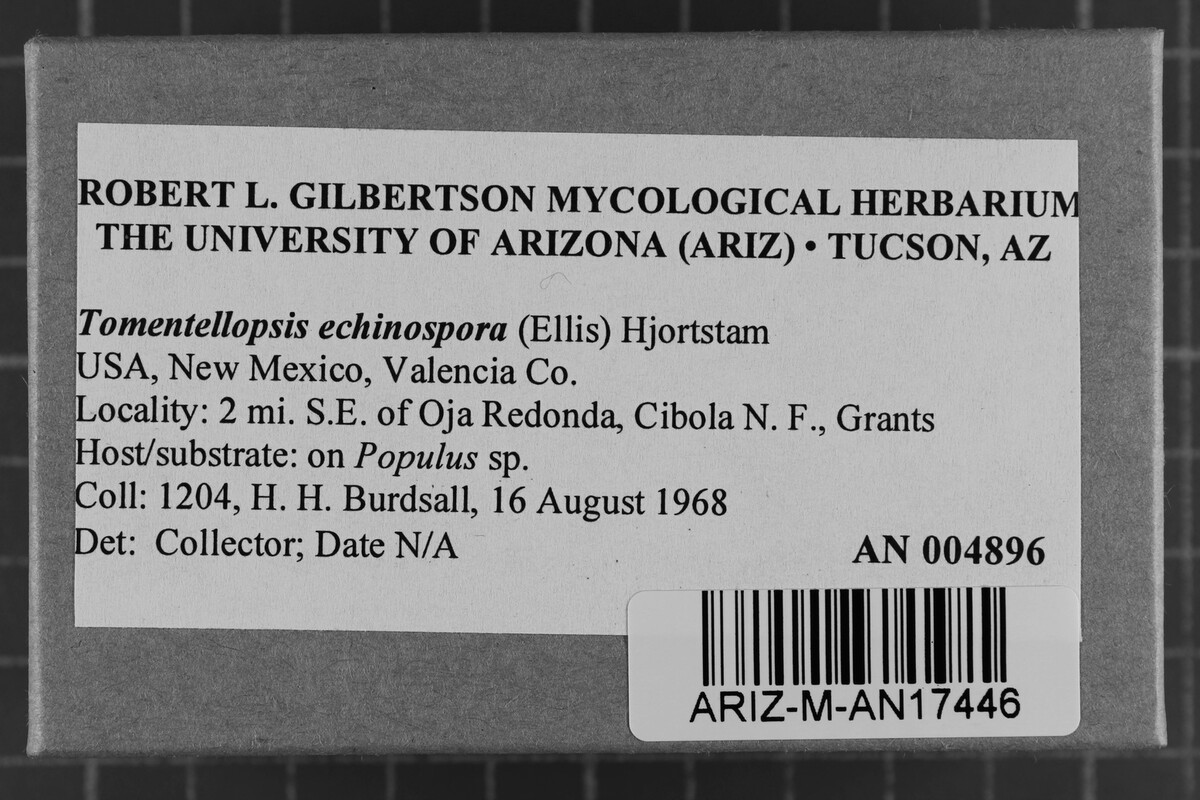 ROBERT L. GILBERTSON MYCOLOGICAL HERBARIUM
THE UNIVERSITY OF ARIZONA (ARIZ) • TUCSON, AZ
Tomentellopsis echinospora (Ellis) Hjortstam
USA, New Mexico, Valencia Co.
Locality: 2 mi. S.E. of Oja Redonda, Cibola N. F., Grants
Host/substrate: on Populus sp.
Coll: 1204, H. H. Burdsall, 16 August 1968
Det: Collector; Date N/A
AN 004896
ARIZ-M-AN17446